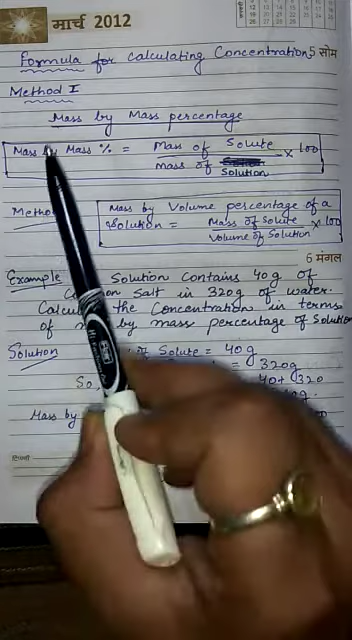 मार्च 2012
Formula for Calculating Concentration
5 सोम
Method I
Mass by Mass percentage
Mass by Mass % = Mass of Solute / Mass of Solution × 100
Method
Mass by Volume percentage of a
Solution = Mass of Solute / Volume of Solution × 100
6 मंगल
Example Solution Contains 40g of
Salt in 320g of water.
the Concentration in terms
of by mass percentage of Solution
Solution of Solute = 40g
= 320g
So, 40+320
Mass by